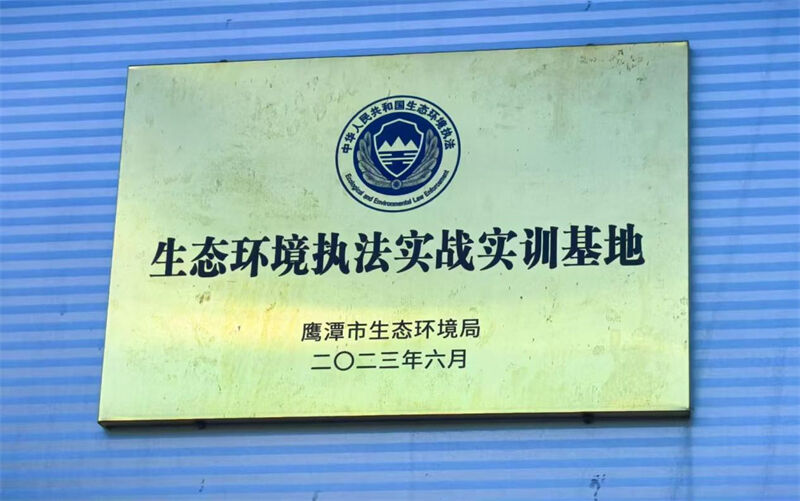 中华人民共和国生态环境执法
Ecological and Environmental Law Enforcement
生态环境执法实战实训基地
鹰潭市生态环境局
二〇二三年六月